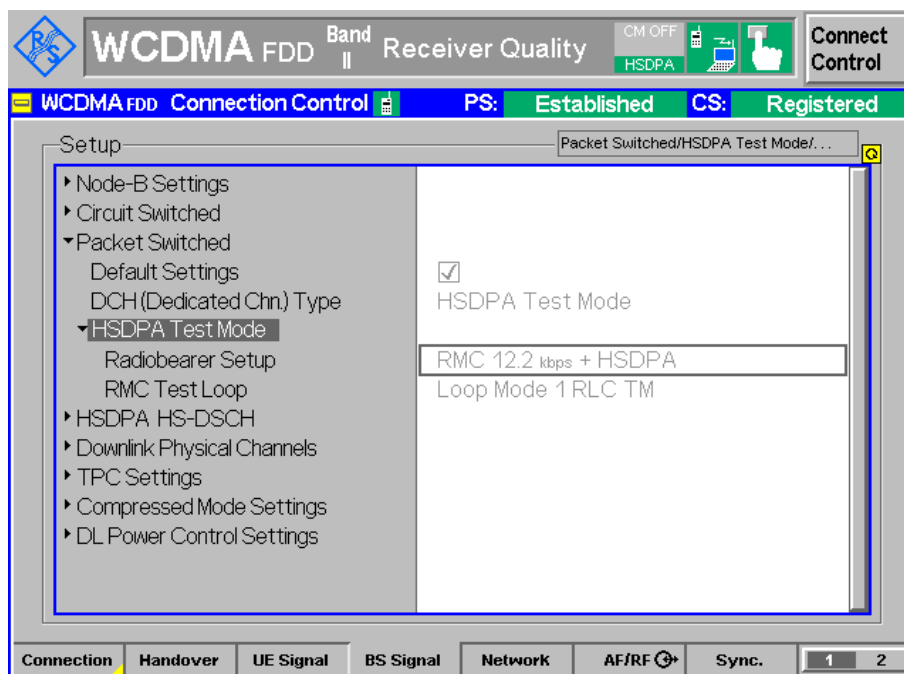 R&S WCDMA FDD Band II Receiver Quality CM OFF HSDPA Connect Control
WCDMA FDD Connection Control PS: Established CS: Registered
Setup Packet Switched/HSDPA Test Mode/...
Node-B Settings
Circuit Switched
Packet Switched
Default Settings
DCH (Dedicated Chn.) Type HSDPA Test Mode
HSDPA Test Mode
Radiobearer Setup RMC 12.2 kbps + HSDPA
RMC Test Loop Loop Mode 1 RLC TM
HSDPA HS-DSCH
Downlink Physical Channels
TPC Settings
Compressed Mode Settings
DL Power Control Settings
Connection Handover UE Signal BS Signal Network AF/RF Sync. 1 2